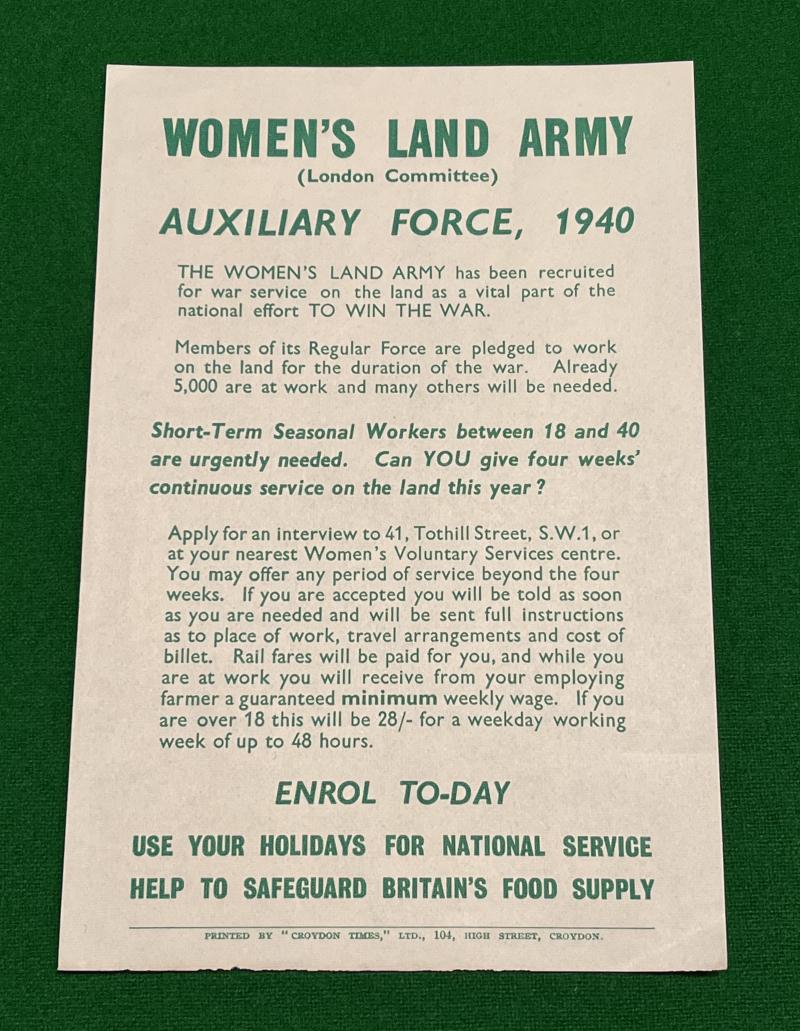 WOMEN'S LAND ARMY
(London Committee)
AUXILIARY FORCE, 1940
THE WOMEN'S LAND ARMY has been recruited
for war service on the land as a vital part of the
national effort TO WIN THE WAR.
Members of its Regular Force are pledged to work
on the land for the duration of the war. Already
5,000 are at work and many others will be needed.
Short-Term Seasonal Workers between 18 and 40
are urgently needed. Can YOU give four weeks'
continuous service on the land this year?
Apply for an interview to 41, Tothill Street, S.W.1, or
at your nearest Women's Voluntary Services centre.
You may offer any period of service beyond the four
weeks. If you are accepted you will be told as soon
as you are needed and will be sent full instructions
as to place of work, travel arrangements and cost of
billet. Rail fares will be paid for you, and while you
are at work you will receive from your employing
farmer a guaranteed minimum weekly wage. If you
are over 18 this will be 28/- for a weekday working
week of up to 48 hours.
ENROL TO-DAY
USE YOUR HOLIDAYS FOR NATIONAL SERVICE
HELP TO SAFEGUARD BRITAIN'S FOOD SUPPLY
PRINTED BY "CROYDON TIMES," LTD., 104, HIGH STREET, CROYDON.